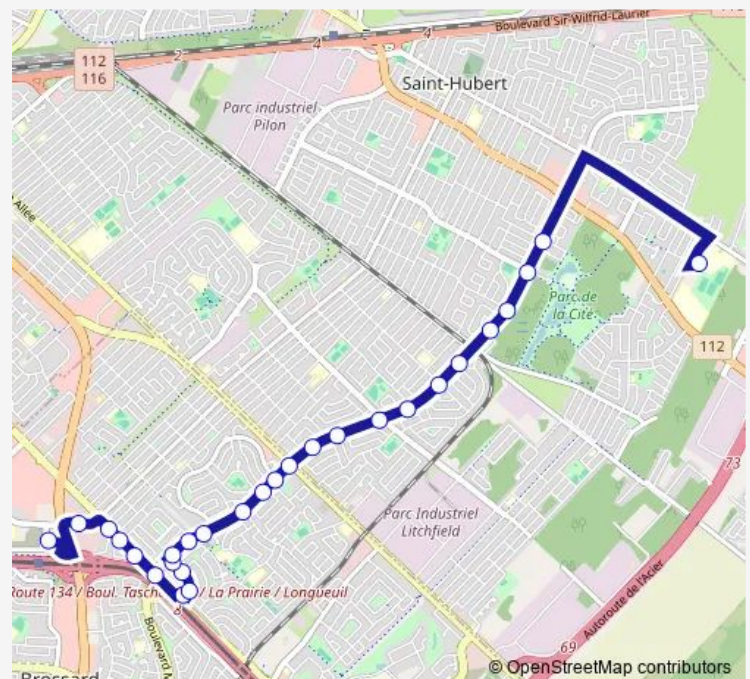 Boulevard Sir-Wilfrid-Laurier
112
116
2
4
4
Saint-Hubert
Parc industriel
Pilon
Allée
Parc de
la Cité
112
73
Parc Industriel
Litchfield
Autoroute de l'Acier
Route 134 / Boul. Tasch / La Prairie / Longueuil
8
Boulevard M
69
Brossard
© OpenStreetMap contributors